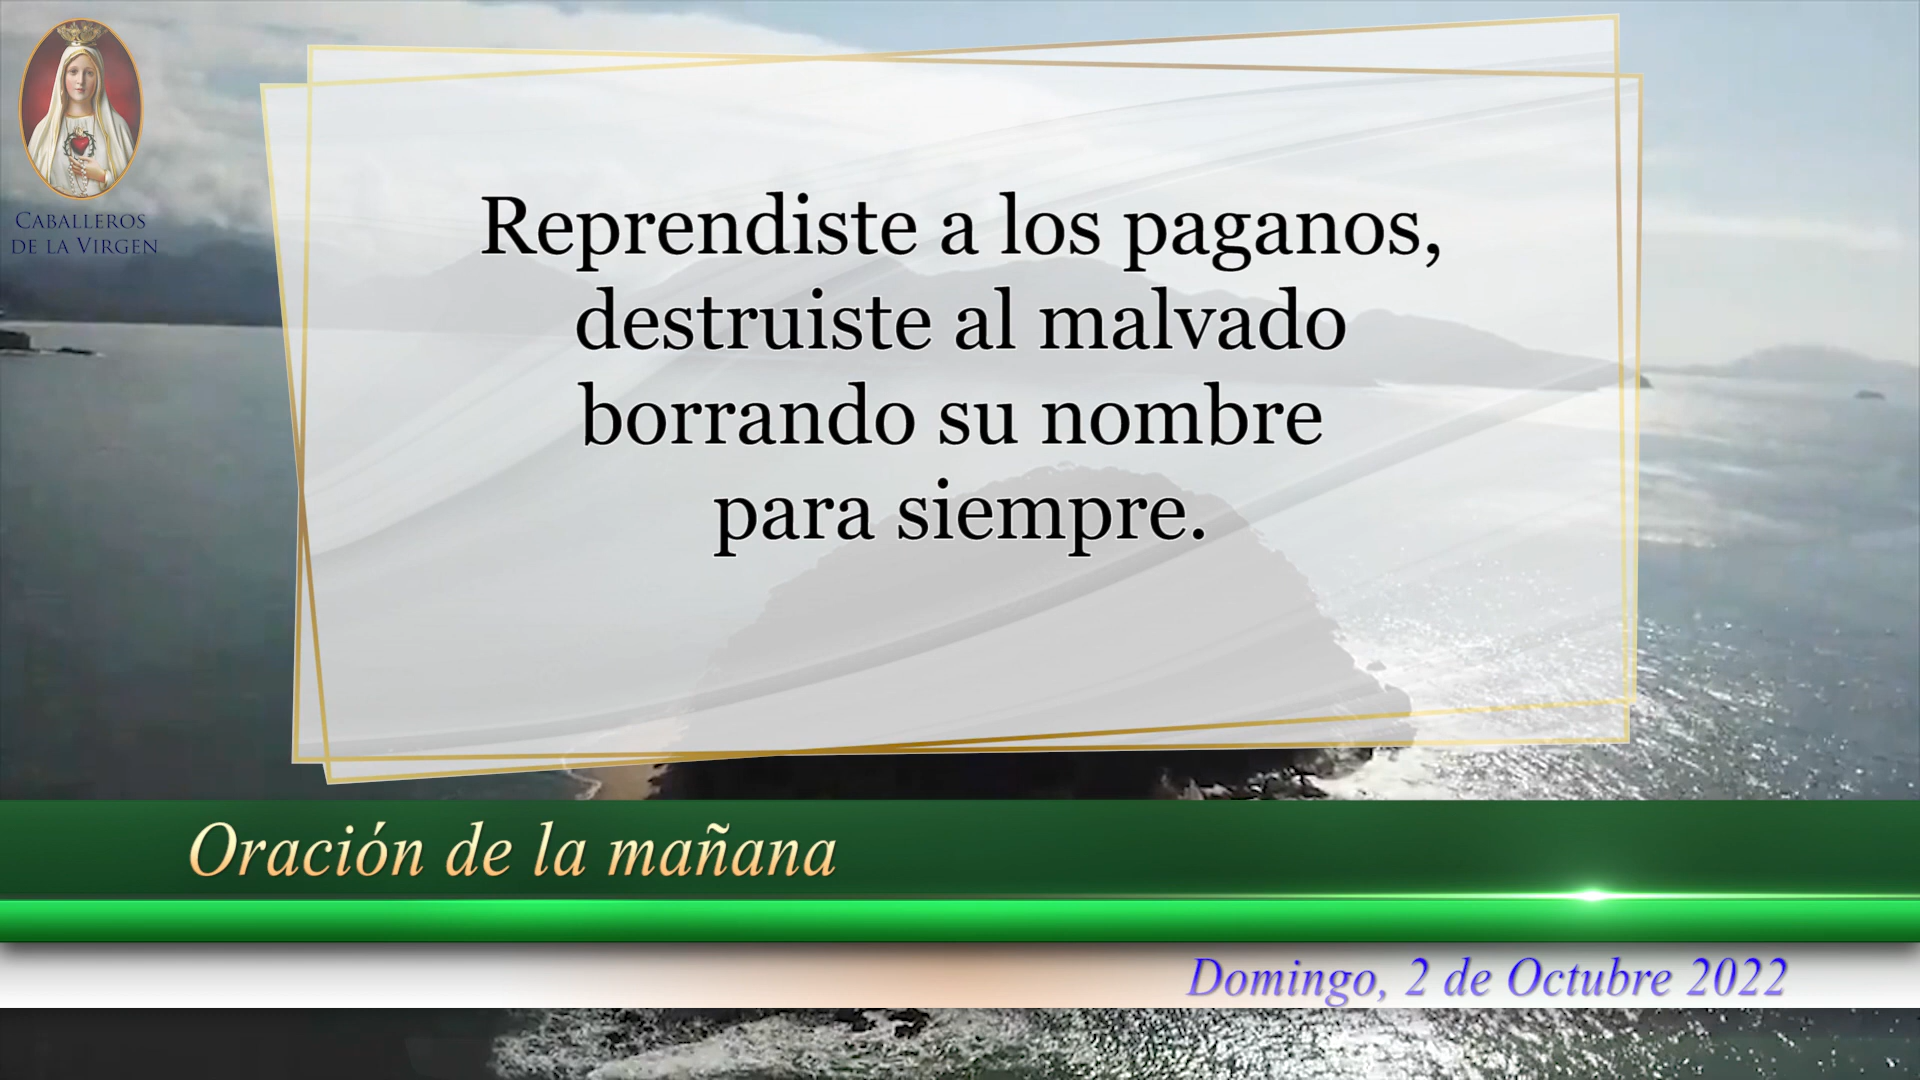 CABALLEROS
DE LA VIRGEN
Reprendiste a los paganos,
destruiste al malvado
borrando su nombre
para siempre.
Oración de la mañana
Domingo, 2 de Octubre 2022